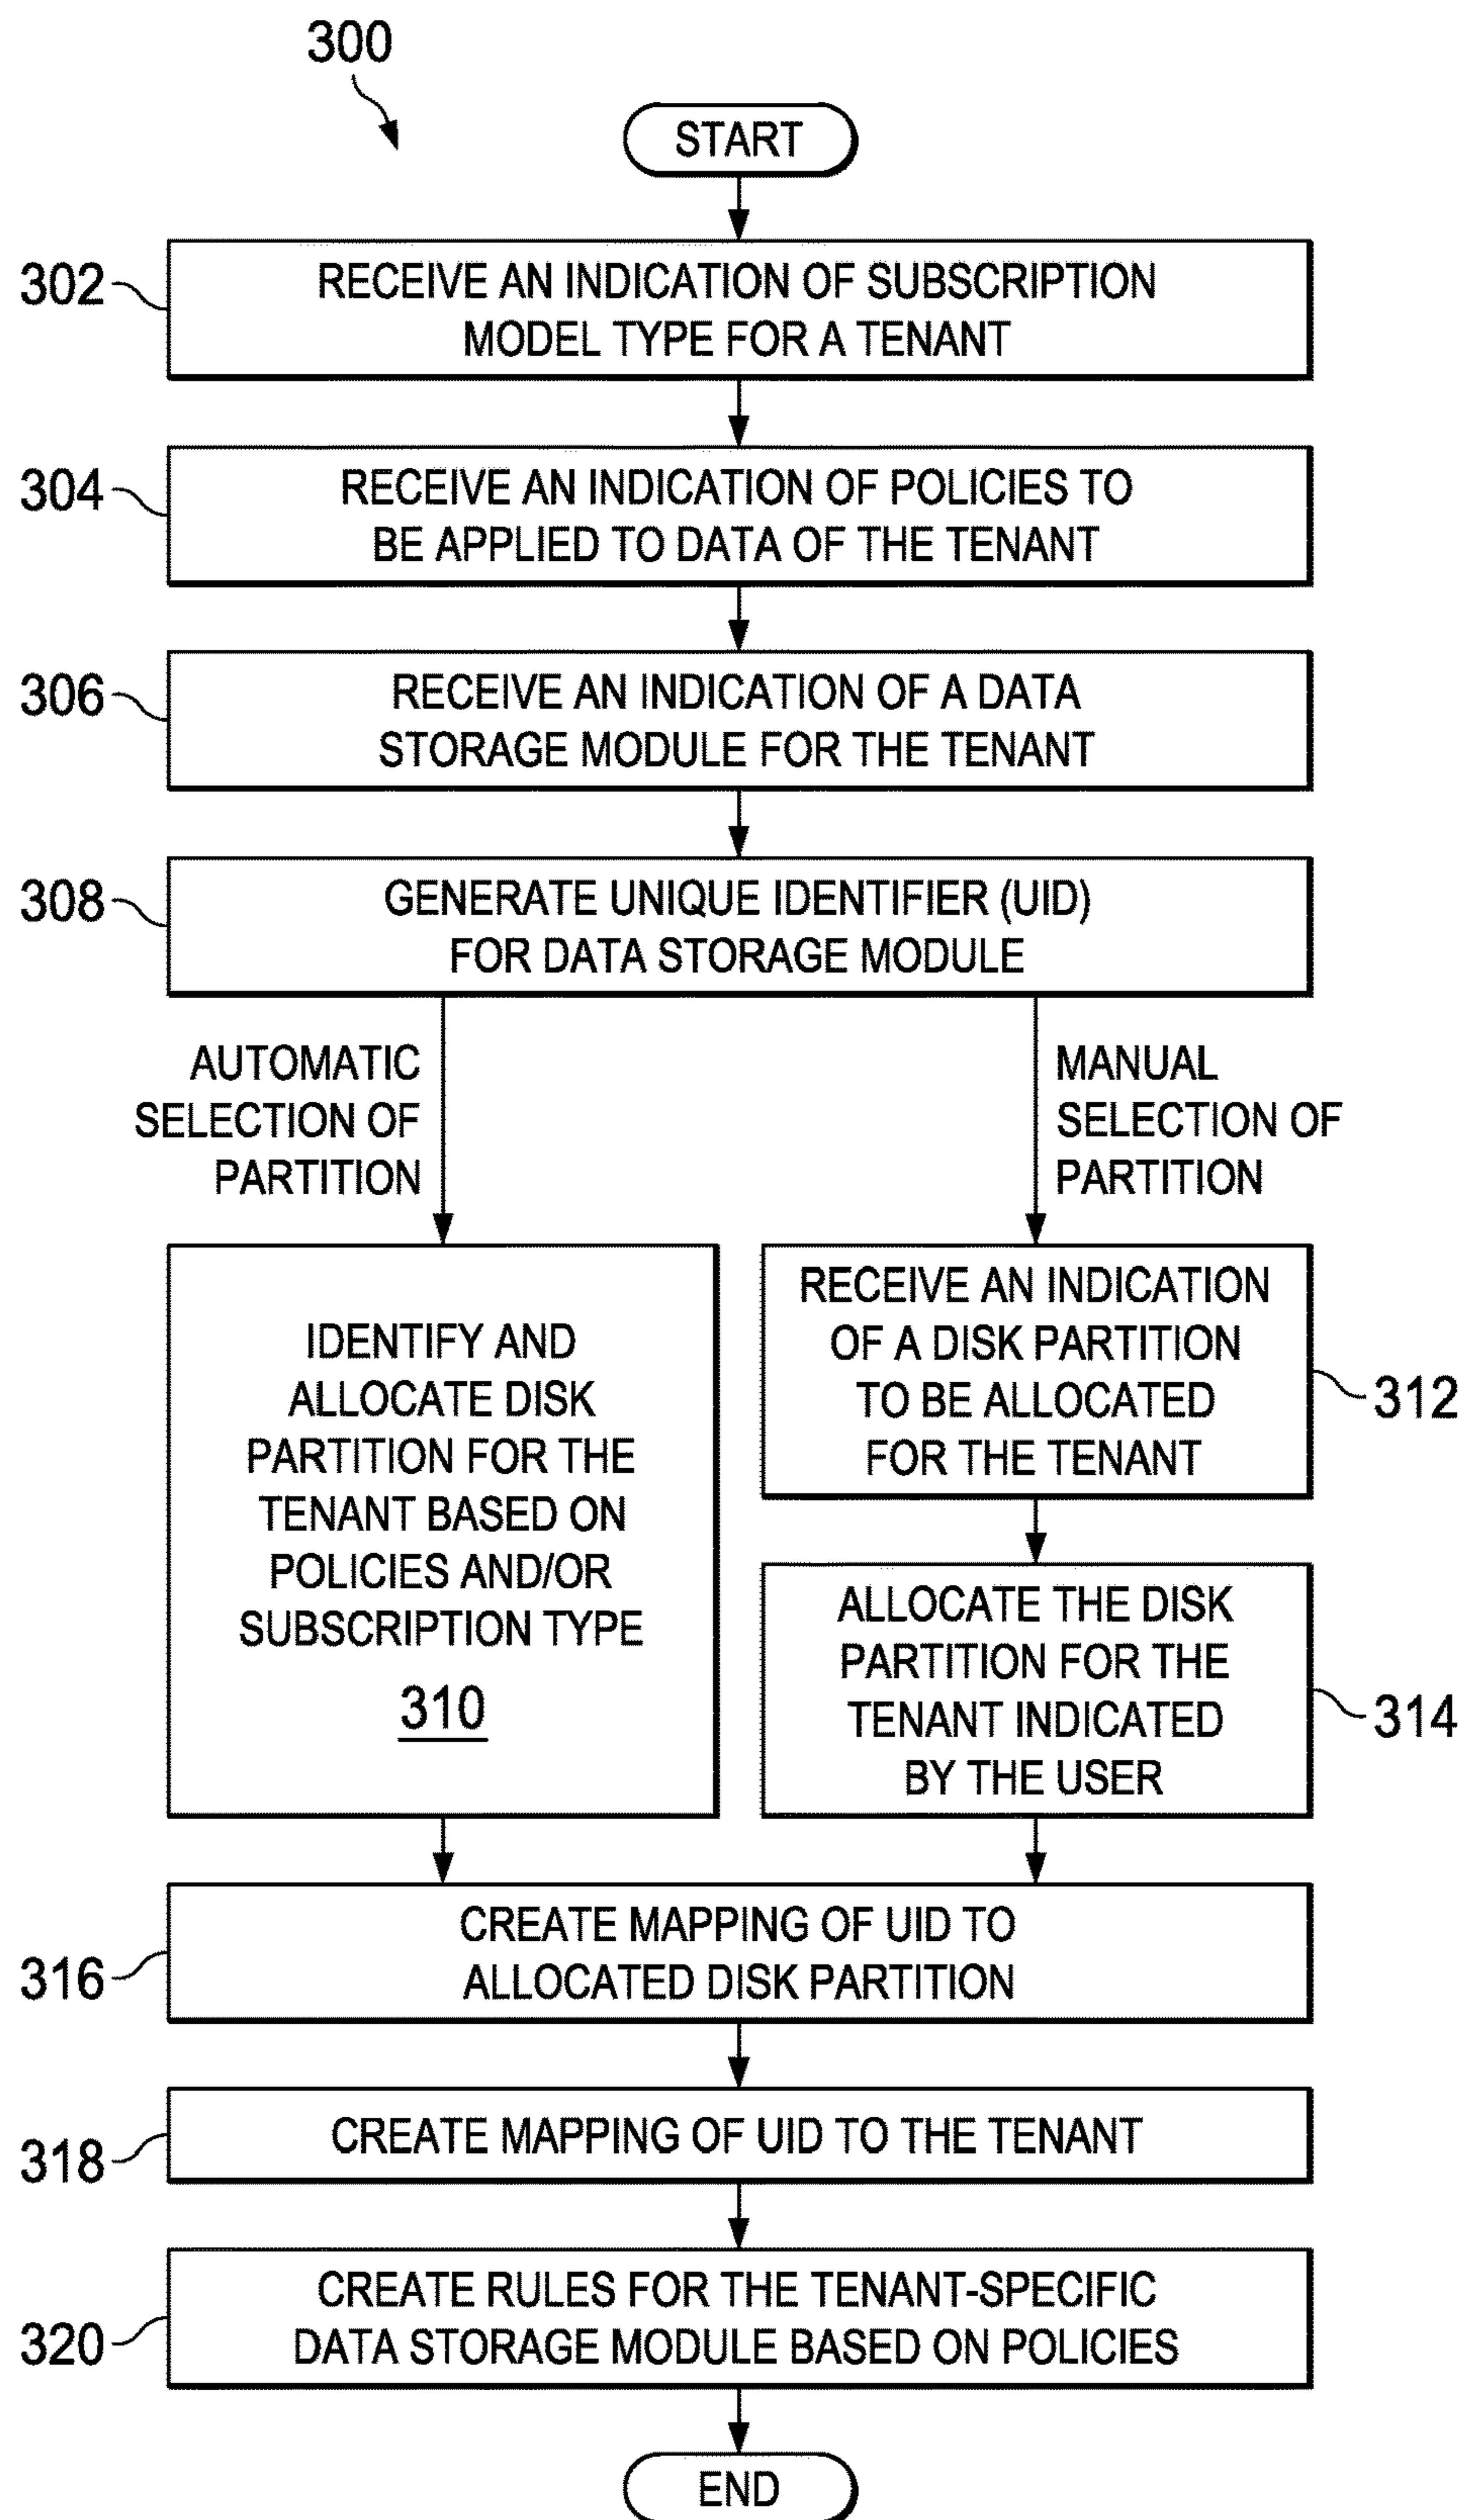 300
START
302
RECEIVE AN INDICATION OF SUBSCRIPTION
MODEL TYPE FOR A TENANT
304
RECEIVE AN INDICATION OF POLICIES TO
BE APPLIED TO DATA OF THE TENANT
306
RECEIVE AN INDICATION OF A DATA
STORAGE MODULE FOR THE TENANT
308
GENERATE UNIQUE IDENTIFIER (UID)
FOR DATA STORAGE MODULE
AUTOMATIC
SELECTION OF
PARTITION
MANUAL
SELECTION OF
PARTITION
IDENTIFY AND
ALLOCATE DISK
PARTITION FOR THE
TENANT BASED ON
POLICIES AND/OR
SUBSCRIPTION TYPE
310
RECEIVE AN INDICATION
OF A DISK PARTITION
TO BE ALLOCATED
FOR THE TENANT
312
ALLOCATE THE DISK
PARTITION FOR THE
TENANT INDICATED
BY THE USER
314
316
CREATE MAPPING OF UID TO
ALLOCATED DISK PARTITION
318
CREATE MAPPING OF UID TO THE TENANT
320
CREATE RULES FOR THE TENANT-SPECIFIC
DATA STORAGE MODULE BASED ON POLICIES
END